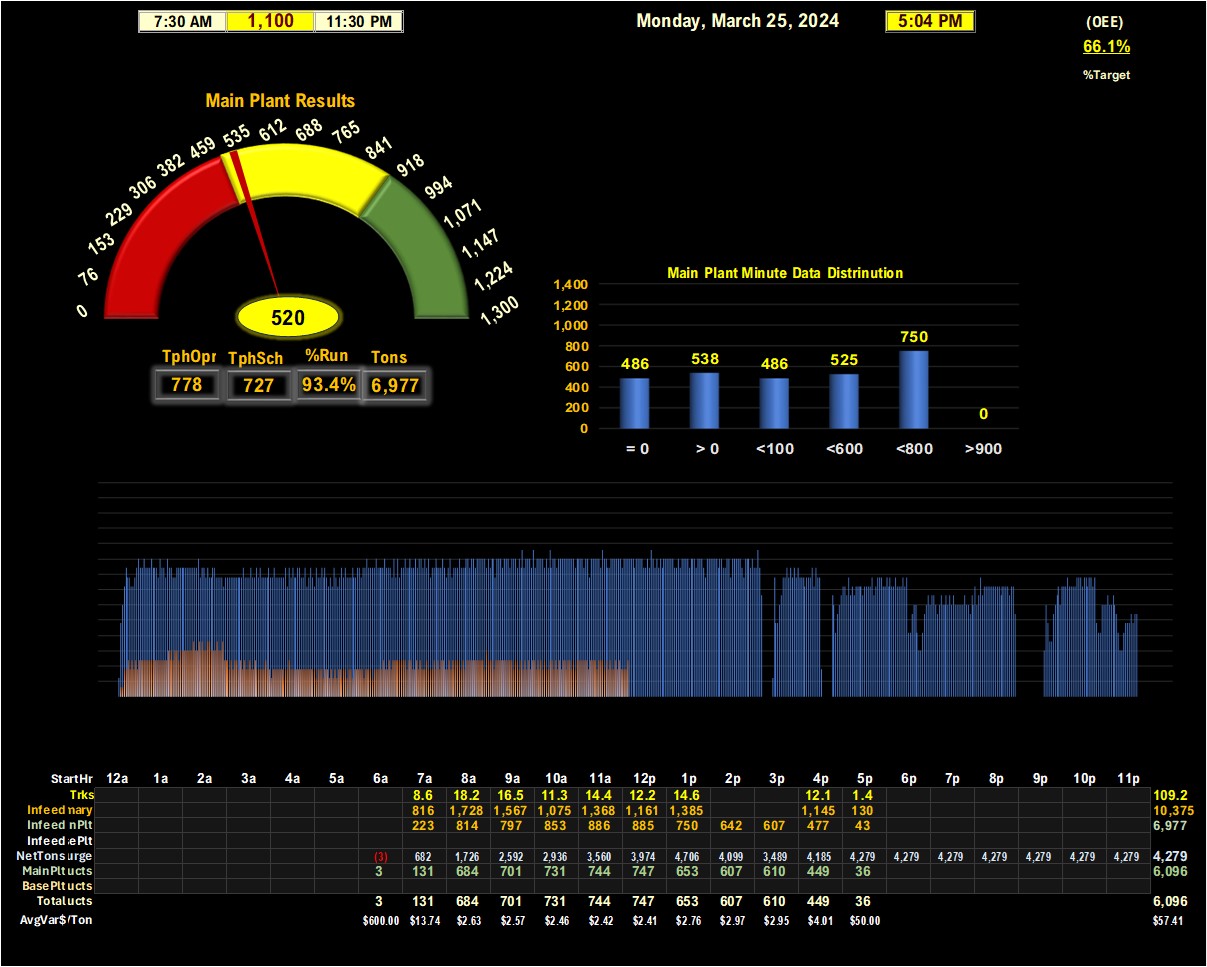 7:30 AM 1,100 11:30 PM Monday, March 25, 2024 5:04 PM (OEE)
66.1%
%Target
Main Plant Results
0 76 153 229 306 382 459 535 612 688 765 841 918 994 1,071 1,147 1,224 1,300
520
TphOpr TphSch %Run Tons
778 727 93.4% 6,977
Main Plant Minute Data Distrinution
1,400
1,200
1,000
800
600
400
200
0
486 538 486 525 750 0
= 0 > 0 <100 <600 <800 >900
StartHr 12a 1a 2a 3a 4a 5a 6a 7a 8a 9a 10a 11a 12p 1p 2p 3p 4p 5p 6p 7p 8p 9p 10p 11p
Trks 8.6 18.2 16.5 11.3 14.4 12.2 14.6 12.1 1.4 109.2
Infeed nary 816 1,728 1,567 1,075 1,368 1,161 1,385 1,145 130 10,375
Infeed nPlt 223 814 797 853 886 885 750 642 607 477 43 6,977
Infeed ePlt
NetTons urge (3) 682 1,726 2,592 2,936 3,560 3,974 4,706 4,099 3,489 4,185 4,279 4,279 4,279 4,279 4,279 4,279 4,279 4,279
MainPlt ucts 3 131 684 701 731 744 747 653 607 610 449 36 6,096
BasePlt ucts
Total ucts 3 131 684 701 731 744 747 653 607 610 449 36 6,096
AvgVar$/Ton $600.00 $13.74 $2.63 $2.57 $2.46 $2.42 $2.41 $2.76 $2.97 $2.95 $4.01 $50.00 $57.41